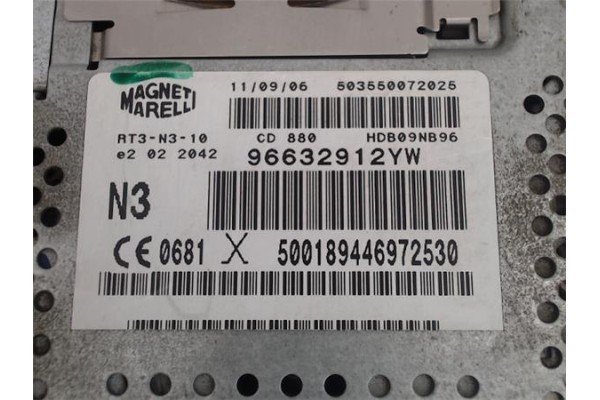 MAGNETI
MARELLI
11/09/06 503550072025
RT3-N3-10 CD 880 HDB09NB96
e2 02 2042 96632912YW
N3
CE 0681 X 500189446972530